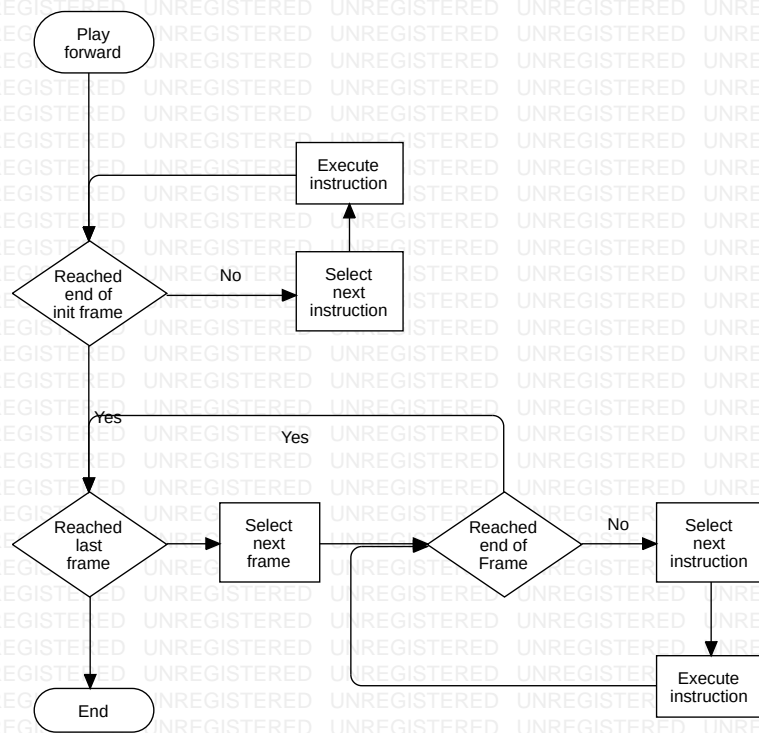 Play
forward
Execute
instruction
Reached
end of
init frame
No
Select
next
instruction
Yes
Yes
Reached
last
frame
Select
next
frame
Reached
end of
Frame
No
Select
next
instruction
Execute
instruction
End
UNREGISTERED